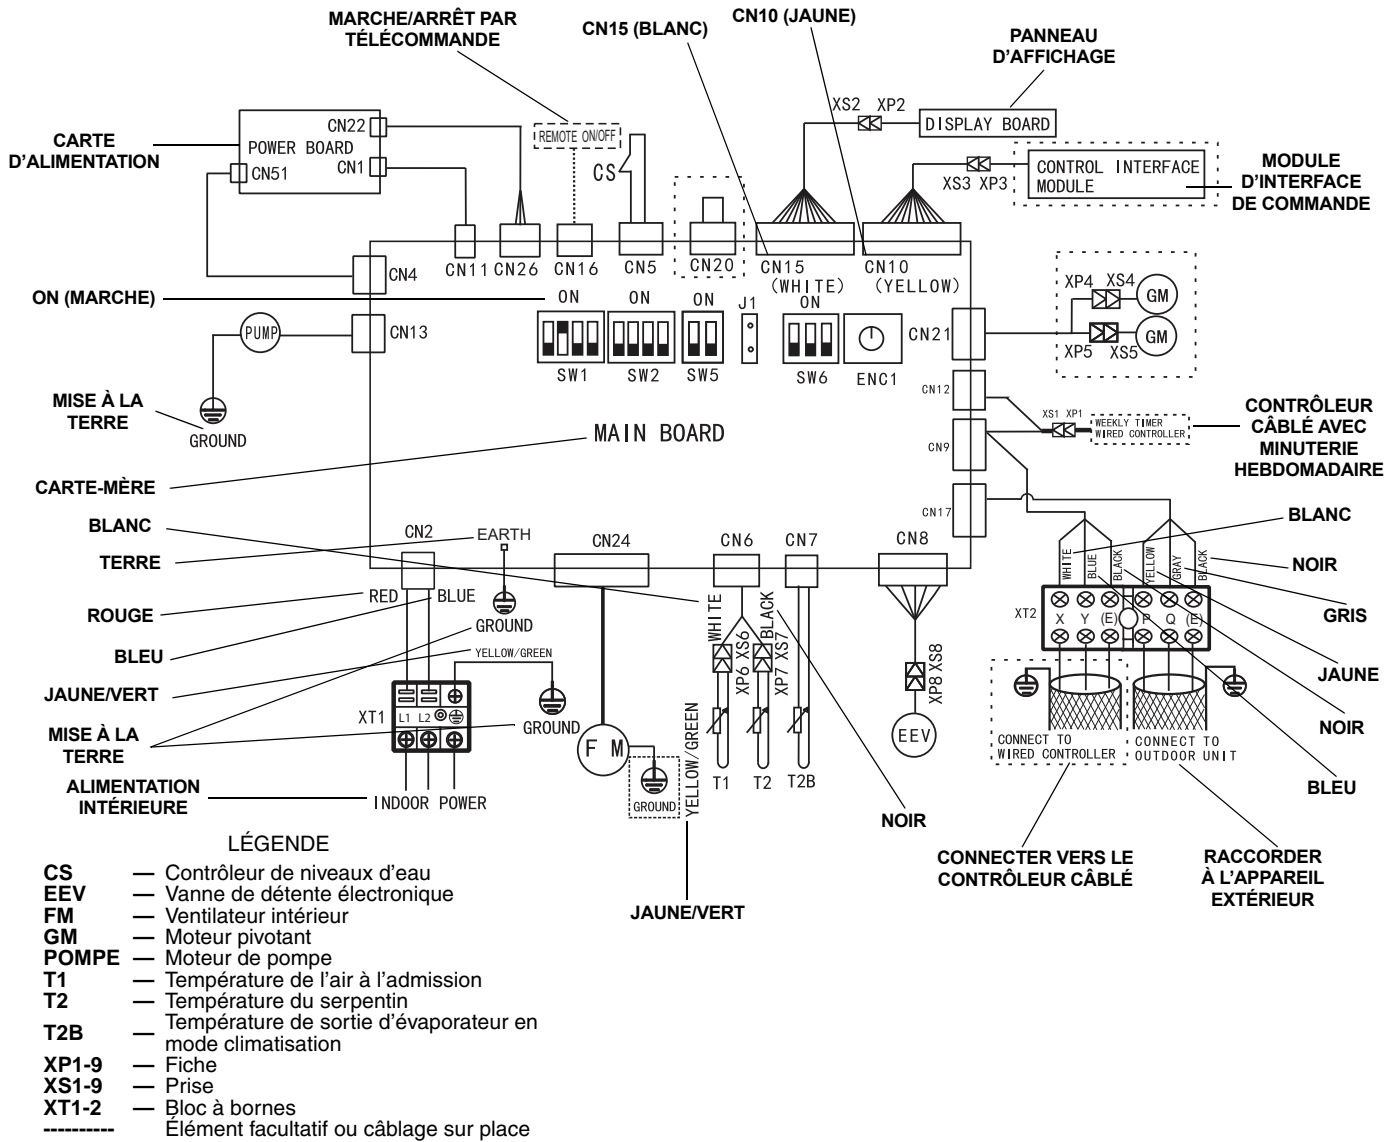 MARCHE/ARRÊT PAR
TÉLÉCOMMANDE
CN15 (BLANC)
CN10 (JAUNE)
PANNEAU
D'AFFICHAGE
XS2 XP2
DISPLAY BOARD
CARTE
D'ALIMENTATION
POWER BOARD
CN22
CN1
CN51
REMOTE ON/OFF
CS
XS3 XP3
CONTROL INTERFACE
MODULE
MODULE
D'INTERFACE
DE COMMANDE
CN4
CN11
CN26
CN16
CN5
CN20
CN15
(WHITE)
CN10
(YELLOW)
XP4 XS4
GM
XP5 XS5
GM
ON (MARCHE)
ON
ON
ON
J1
ON
PUMP
CN13
SW1
SW2
SW5
SW6
ENC1
CN21
CN12
MISE À LA
TERRE
GROUND
MAIN BOARD
CN9
XS1 XP1
WEEKLY TIMER
WIRED CONTROLLER
CONTRÔLEUR
CÂBLÉ AVEC
MINUTERIE
HEBDOMADAIRE
CARTE-MÈRE
CN17
BLANC
TERRE
ROUGE
BLEU
JAUNE/VERT
MISE À LA
TERRE
ALIMENTATION
INTÉRIEURE
CN2
EARTH
CN24
CN6
CN7
CN8
RED
BLUE
GROUND
YELLOW/GREEN
XT1
L1 L2
GROUND
INDOOR POWER
F M
GROUND
YELLOW/GREEN
WHITE
BLACK
XP6 XS6
XP7 XS7
T1
T2
T2B
XP8 XS8
EEV
NOIR
JAUNE/VERT
WHITE
BLUE
BLACK
YELLOW
GRAY
BLACK
XT2
X Y (E) P Q (E)
CONNECT TO
WIRED CONTROLLER
CONNECT TO
OUTDOOR UNIT
BLANC
NOIR
GRIS
JAUNE
NOIR
BLEU
CONNECTER VERS LE
CONTRÔLEUR CÂBLÉ
RACCORDER
À L'APPAREIL
EXTÉRIEUR
LÉGENDE
CS — Contrôleur de niveaux d'eau
EEV — Vanne de détente électronique
FM — Ventilateur intérieur
GM — Moteur pivotant
POMPE — Moteur de pompe
T1 — Température de l'air à l'admission
T2 — Température du serpentin
T2B — Température de sortie d'évaporateur en
mode climatisation
XP1-9 — Fiche
XS1-9 — Prise
XT1-2 — Bloc à bornes
---------- Élément facultatif ou câblage sur place